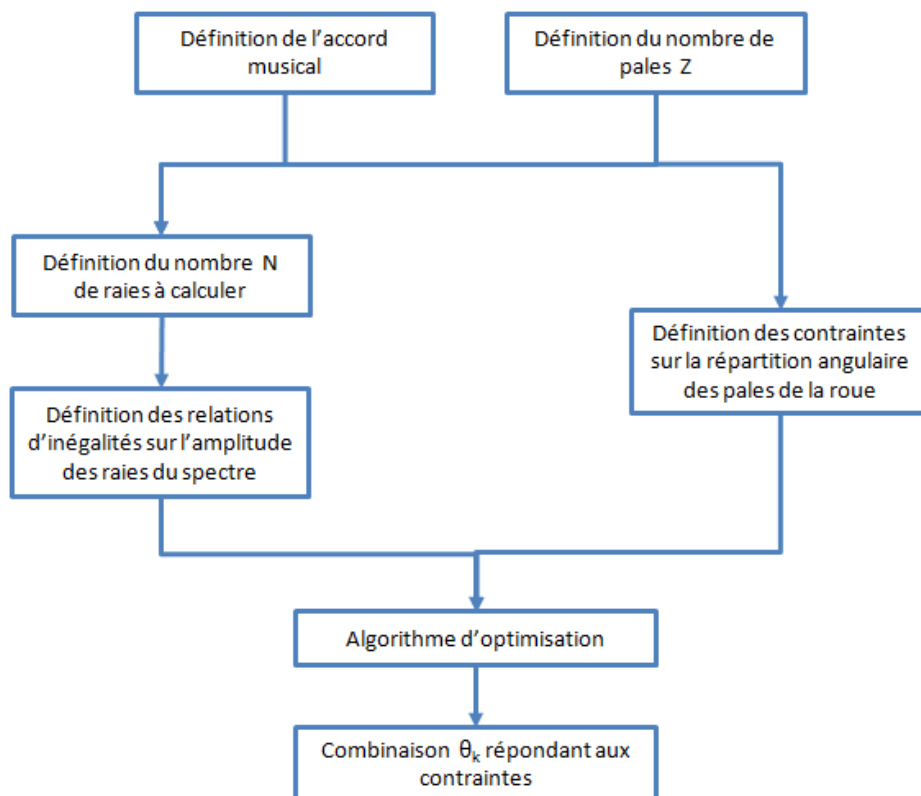 Définition de l'accord
musical
Définition du nombre de
pales Z
Définition du nombre N
de raies à calculer
Définition des contraintes
sur la répartition angulaire
des pales de la roue
Définition des relations
d'inégalités sur l'amplitude
des raies du spectre
Algorithme d'optimisation
Combinaison θk répondant aux
contraintes